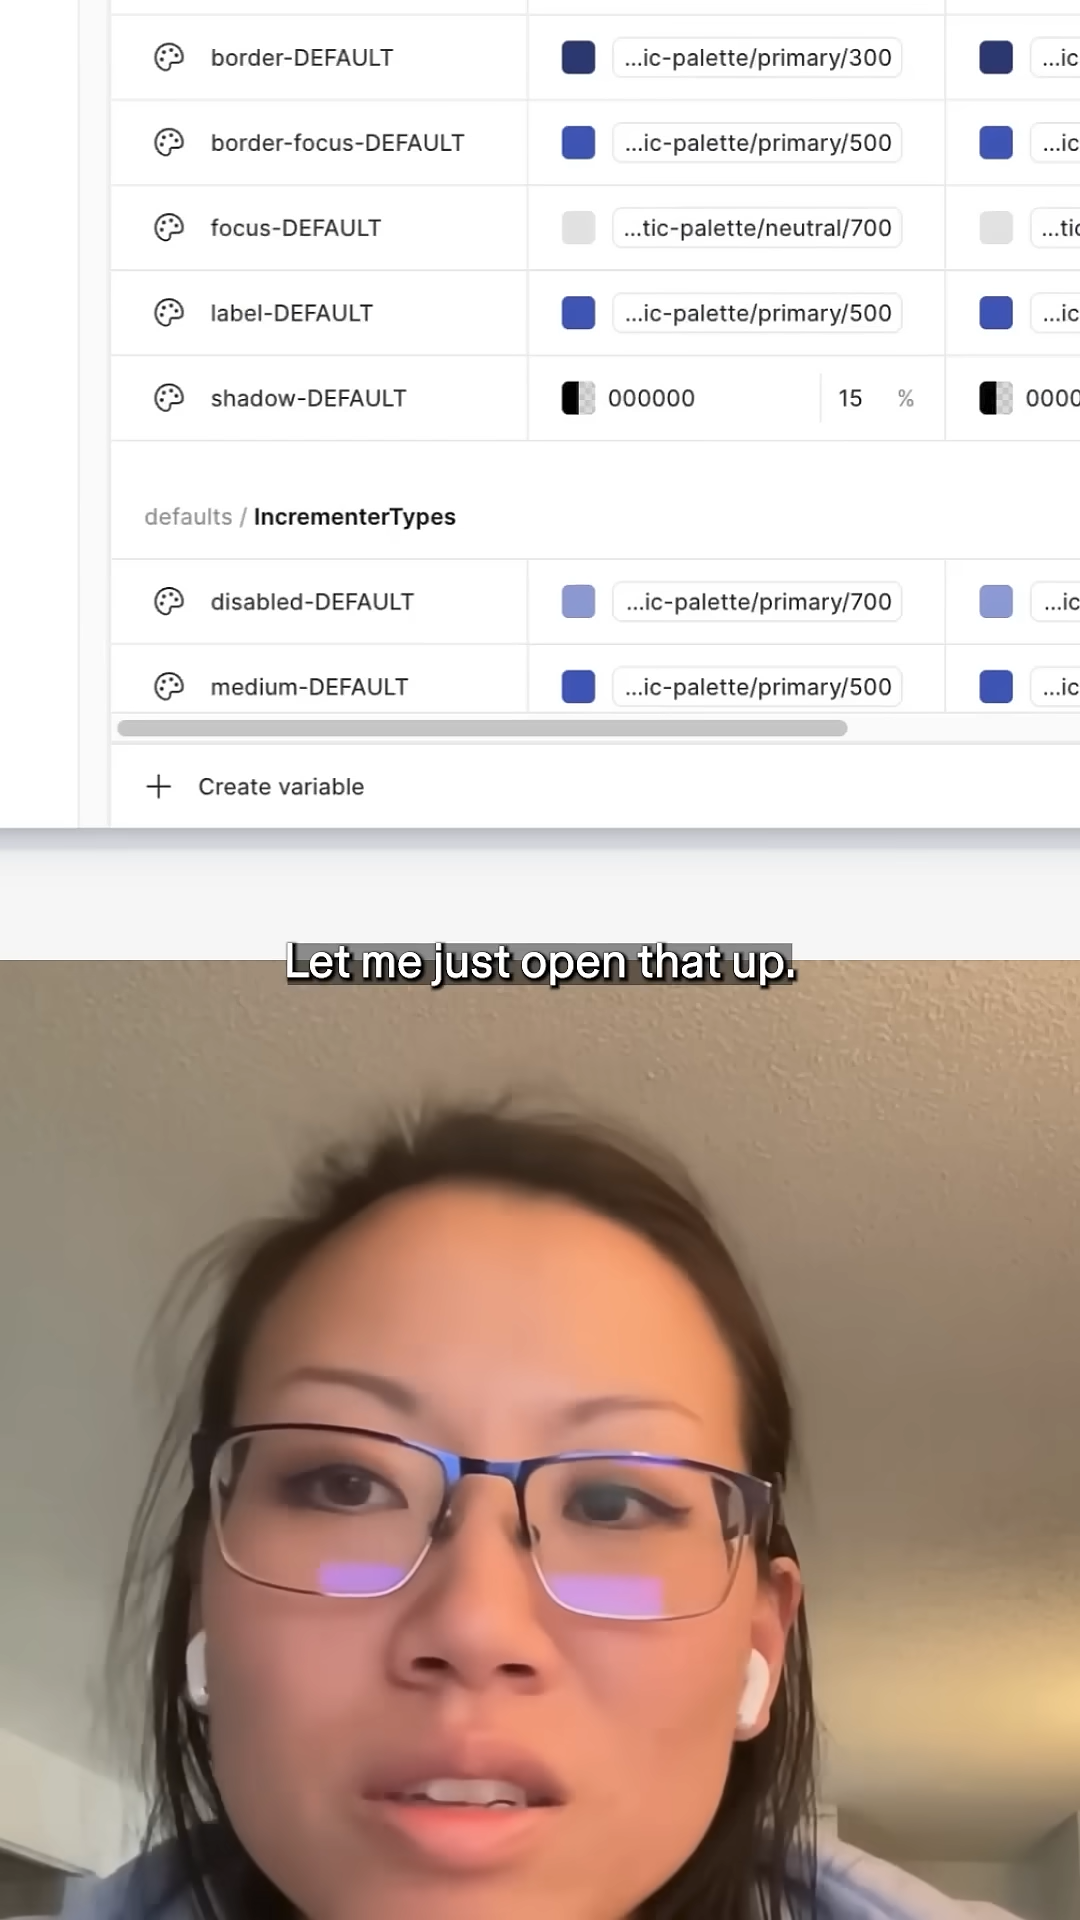 border-DEFAULT ...ic-palette/primary/300 ...ic
border-focus-DEFAULT ...ic-palette/primary/500 ...ic
focus-DEFAULT ...tic-palette/neutral/700 ...tic
label-DEFAULT ...ic-palette/primary/500 ...ic
shadow-DEFAULT 000000 15 % 0000
defaults / IncrementerTypes
disabled-DEFAULT ...ic-palette/primary/700 ...ic
medium-DEFAULT ...ic-palette/primary/500 ...ic
+ Create variable
Let me just open that up.